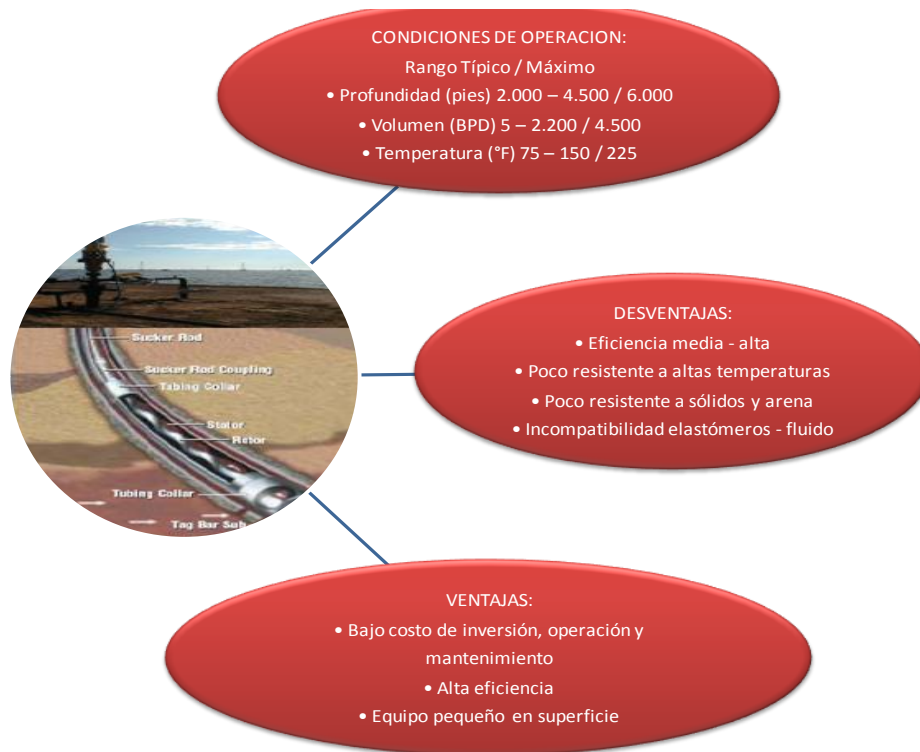 CONDICIONES DE OPERACION:
Rango Típico / Máximo
• Profundidad (pies) 2.000 – 4.500 / 6.000
• Volumen (BPD) 5 – 2.200 / 4.500
• Temperatura (°F) 75 – 150 / 225
Sucker Rod
Sucker Rod Coupling
Tubing Collar
Stator
Rotor
Tubing Collar
Tag Bar Sub
DESVENTAJAS:
• Eficiencia media - alta
• Poco resistente a altas temperaturas
• Poco resistente a sólidos y arena
• Incompatibilidad elastómeros - fluido
VENTAJAS:
• Bajo costo de inversión, operación y
mantenimiento
• Alta eficiencia
• Equipo pequeño en superficie